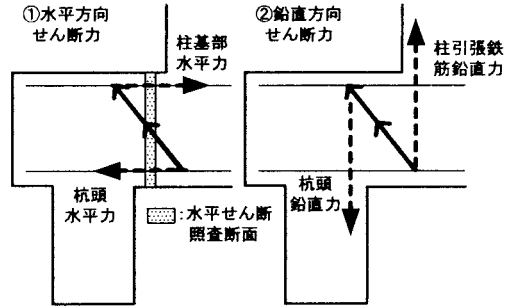 ①水平方向
せん断力
柱基部
水平力
杭頭
水平力
:水平せん断
照査断面
②鉛直方向
せん断力
柱引張鉄
筋鉛直力
杭頭
鉛直力